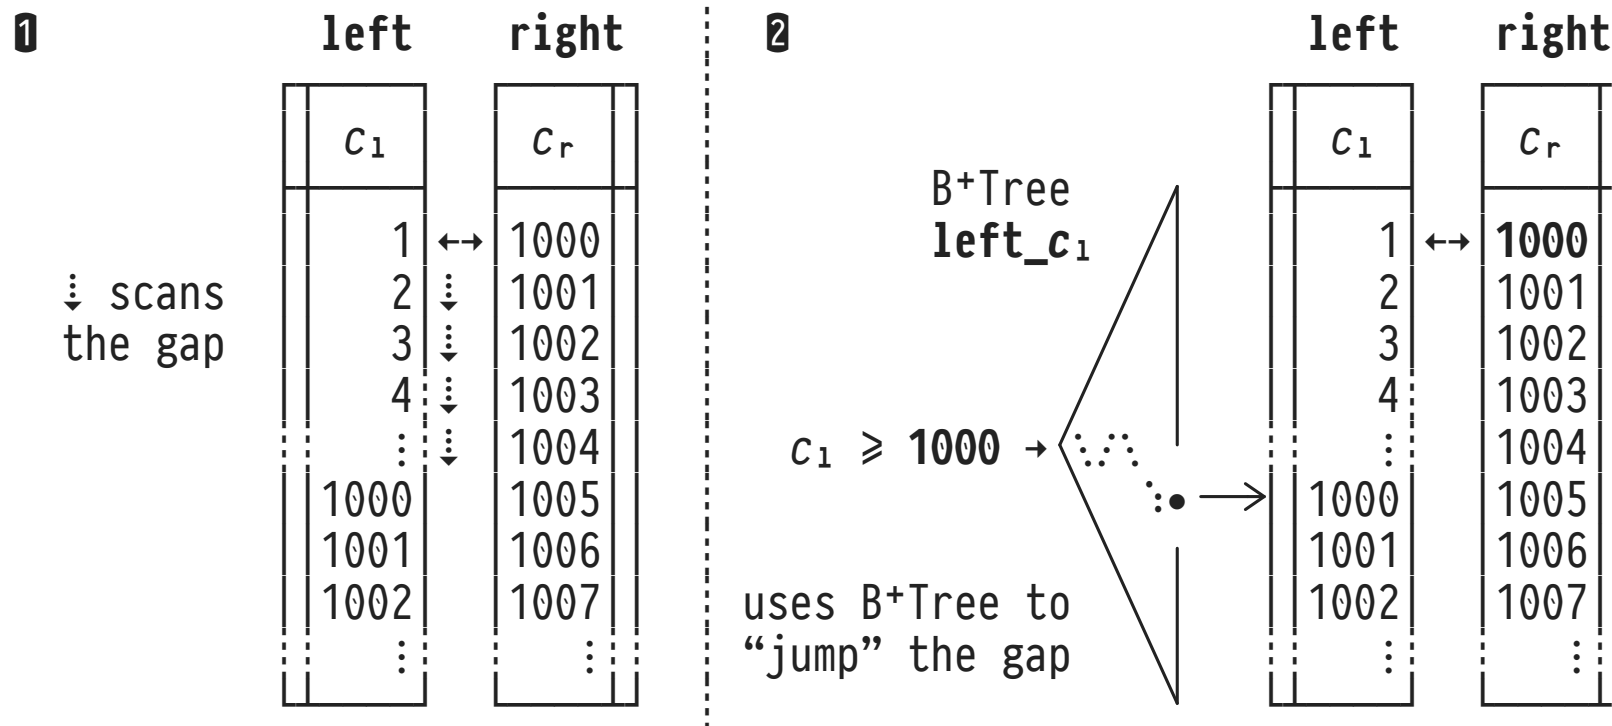 1 left right
c₁ cᵣ
1 ↔ 1000
⇣ scans 2 ⇣ 1001
the gap 3 ⇣ 1002
4 ⇣ 1003
⋮ ⇣ 1004
1000 1005
1001 1006
1002 1007
⋮ ⋮
2 left right
c₁ cᵣ
B⁺Tree
left_c₁ 1 ↔ 1000
2 1001
3 1002
4 1003
c₁ ⩾ 1000 → ⋮ 1004
1000 1005
1001 1006
uses B⁺Tree to 1002 1007
“jump” the gap ⋮ ⋮